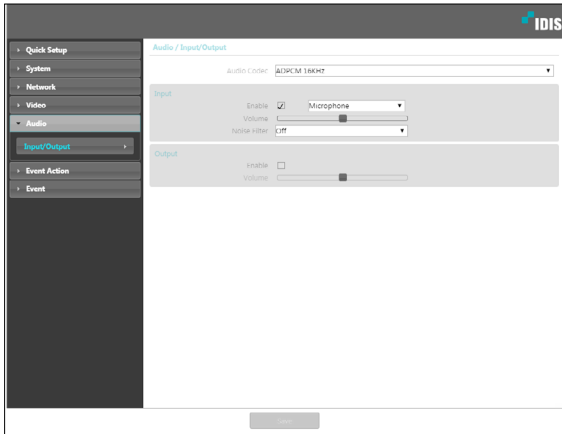 IDIS
Quick Setup
System
Network
Video
Audio
Input/Output
Event Action
Event
Audio / Input/Output
Audio Codec ADPCM 16KHz
Input
Enable Microphone
Volume
Noise Filter Off
Output
Enable
Volume
Save